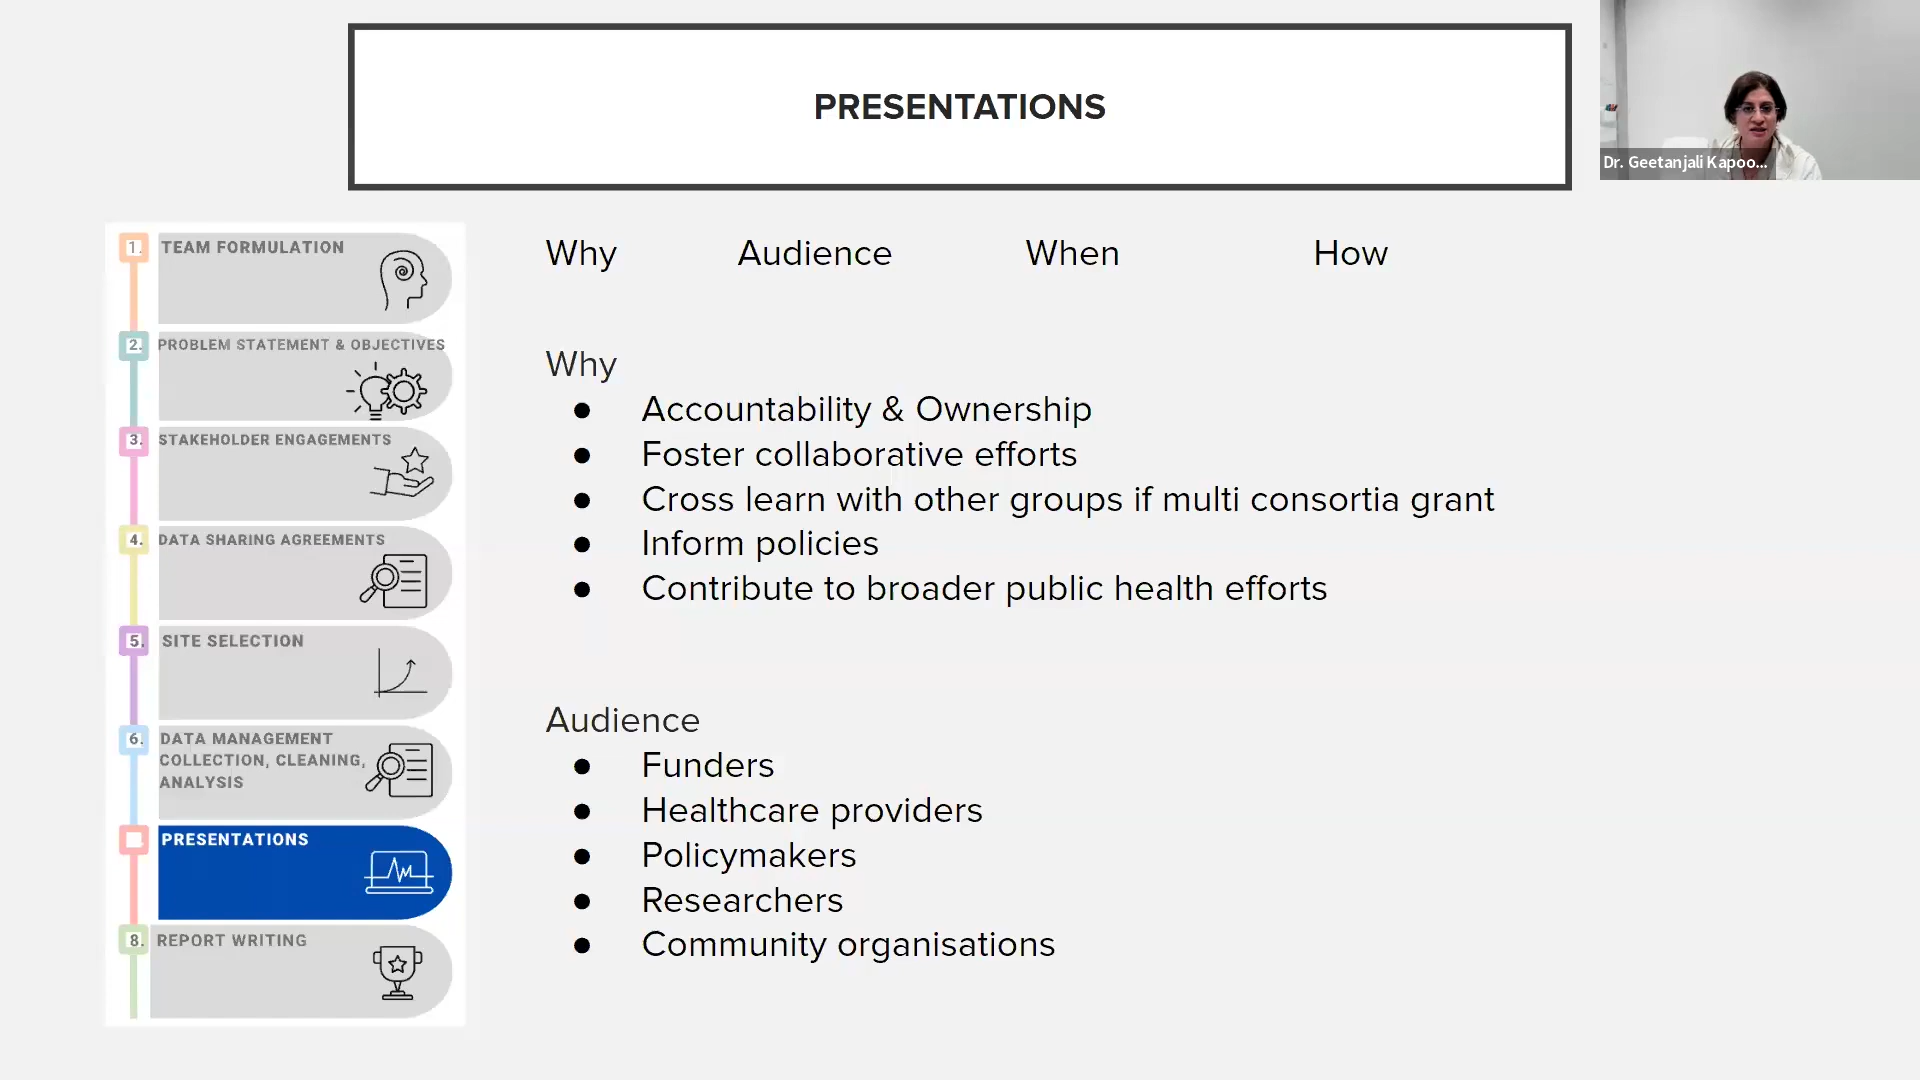 PRESENTATIONS
Dr. Geetanjali Kapoo...
1. TEAM FORMULATION
2. PROBLEM STATEMENT & OBJECTIVES
3. STAKEHOLDER ENGAGEMENTS
4. DATA SHARING AGREEMENTS
5. SITE SELECTION
6. DATA MANAGEMENT
COLLECTION, CLEANING,
ANALYSIS
PRESENTATIONS
8. REPORT WRITING
Why Audience When How
Why
● Accountability & Ownership
● Foster collaborative efforts
● Cross learn with other groups if multi consortia grant
● Inform policies
● Contribute to broader public health efforts
Audience
● Funders
● Healthcare providers
● Policymakers
● Researchers
● Community organisations